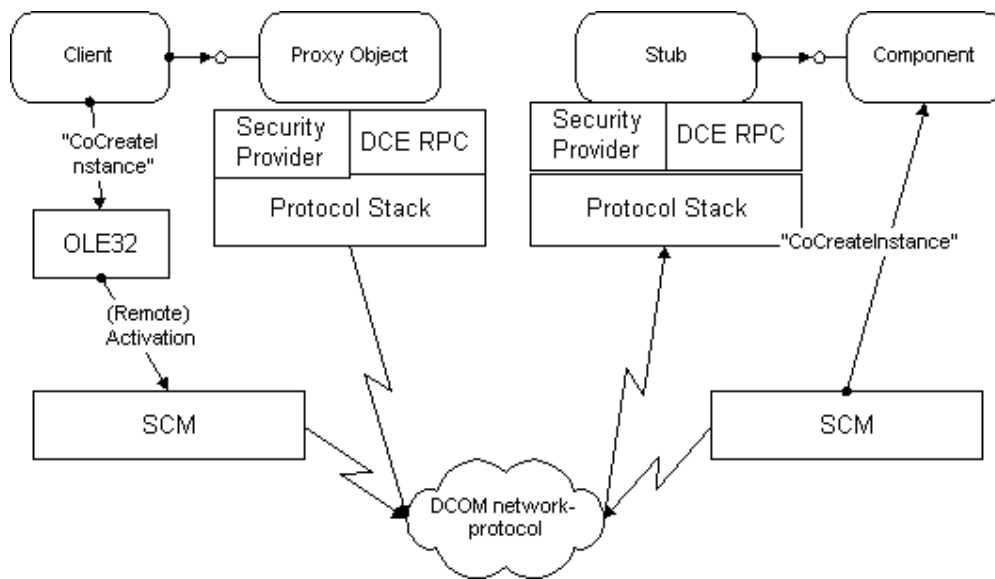 Client
Proxy Object
Stub
Component
"CoCreateI
nstance"
Security
Provider
DCE RPC
Security
Provider
DCE RPC
Protocol Stack
Protocol Stack
OLE32
"CoCreateInstance"
(Remote)
Activation
SCM
SCM
DCOM network-
protocol